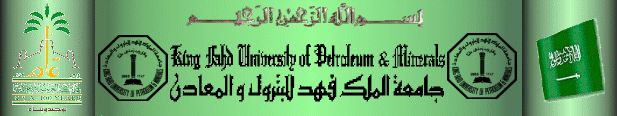 بسم الله الرحمن الرحيم
King Fahd University of Petroleum & Minerals
جامعة الملك فهد للبترول و المعادن